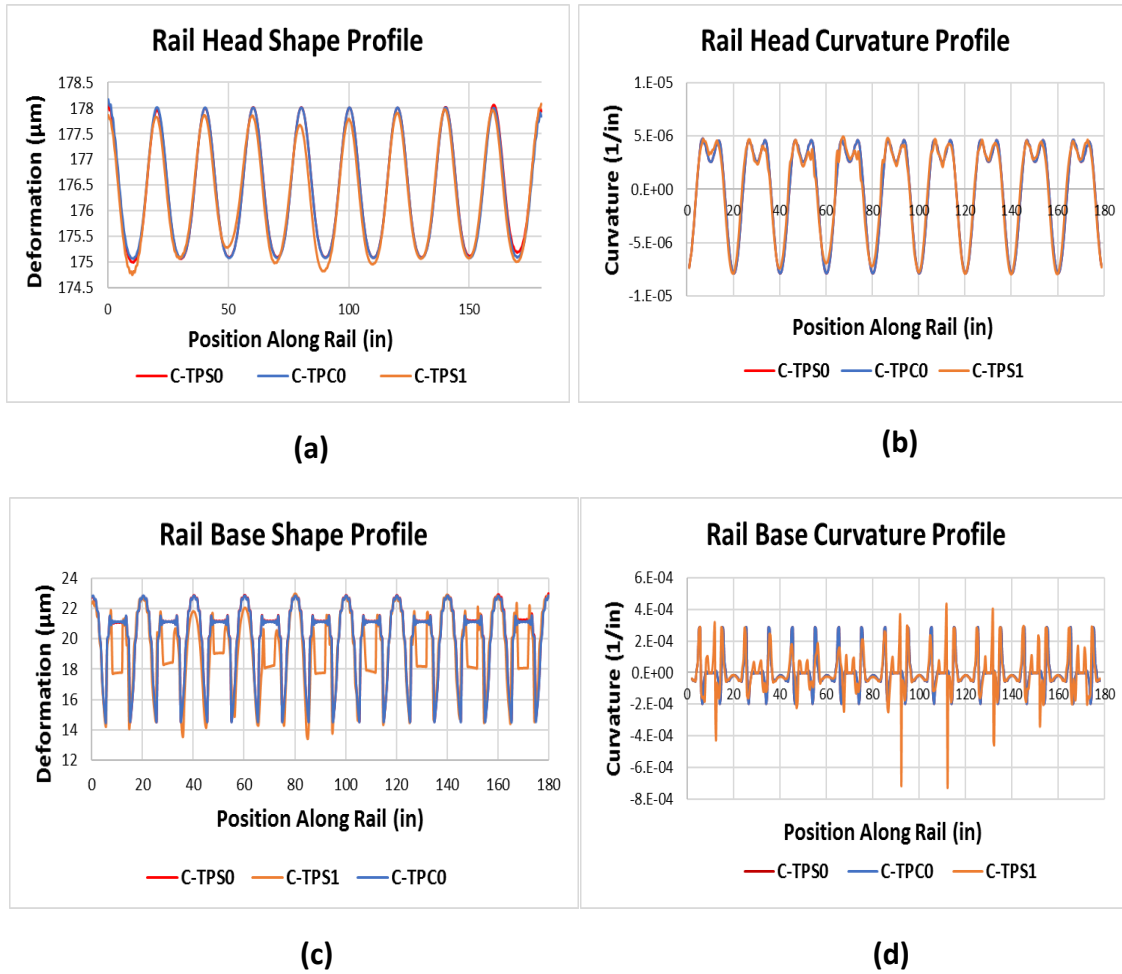 Rail Head Shape Profile
Deformation (µm)
178.5
178
177.5
177
176.5
176
175.5
175
174.5
0 50 100 150
Position Along Rail (in)
C-TPS0 C-TPC0 C-TPS1
(a)
Rail Head Curvature Profile
Curvature (1/in)
1.E-05
5.E-06
0.E+00
-5.E-06
-1.E-05
0 20 40 60 80 100 120 140 160 180
Position Along Rail (in)
C-TPS0 C-TPC0 C-TPS1
(b)
Rail Base Shape Profile
Deformation (µm)
24
22
20
18
16
14
12
0 20 40 60 80 100 120 140 160 180
Position Along Rail (in)
C-TPS0 C-TPS1 C-TPC0
(c)
Rail Base Curvature Profile
Curvature (1/in)
6.E-04
4.E-04
2.E-04
0.E+00
-2.E-04
-4.E-04
-6.E-04
-8.E-04
0 20 40 60 80 100 120 140 160 180
Position Along Rail (in)
C-TPS0 C-TPC0 C-TPS1
(d)